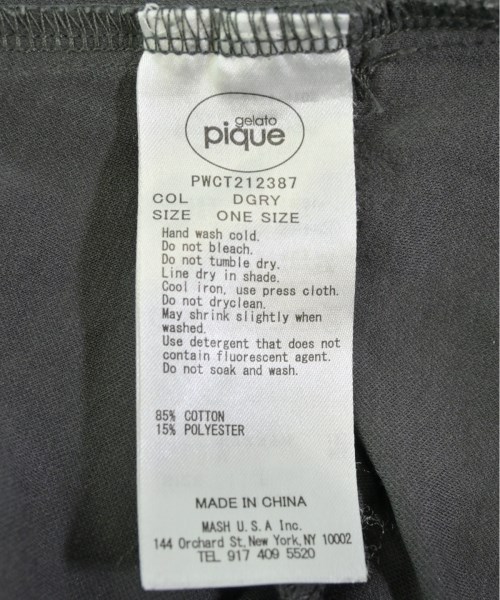 gelato
pique
PWCT212387
COL DGRY
SIZE ONE SIZE
Hand wash cold.
Do not bleach.
Do not tumble dry.
Line dry in shade.
Cool iron, use press cloth.
Do not dryclean.
May shrink slightly when
washed.
Use detergent that does not
contain fluorescent agent.
Do not soak and wash.
85% COTTON
15% POLYESTER
MADE IN CHINA
MASH U.S.A Inc.
144 Orchard St, New York, NY 10002
TEL 917 409 5520